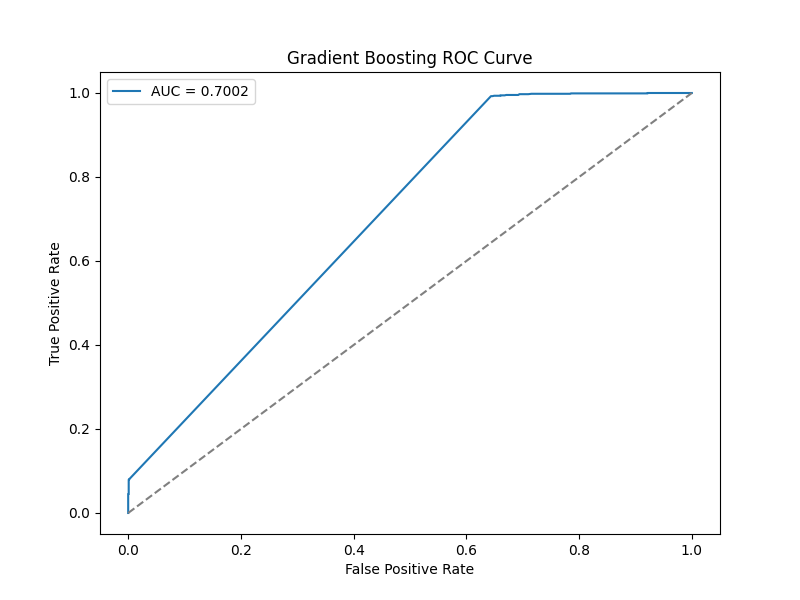 Gradient Boosting ROC Curve
AUC = 0.7002
True Positive Rate
1.0
0.8
0.6
0.4
0.2
0.0
0.0 0.2 0.4 0.6 0.8 1.0
False Positive Rate